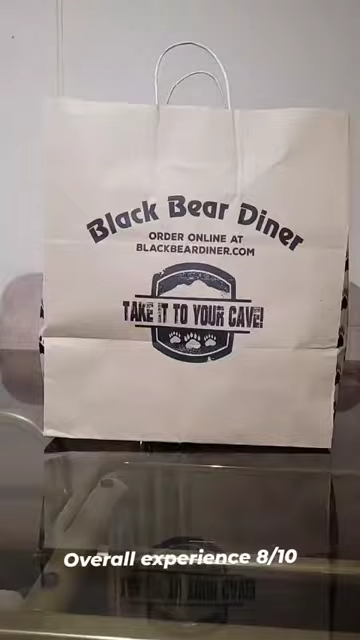 Black Bear Diner
ORDER ONLINE AT
BLACKBEARDINER.COM
TAKE IT TO YOUR CAVE!
Overall experience 8/10